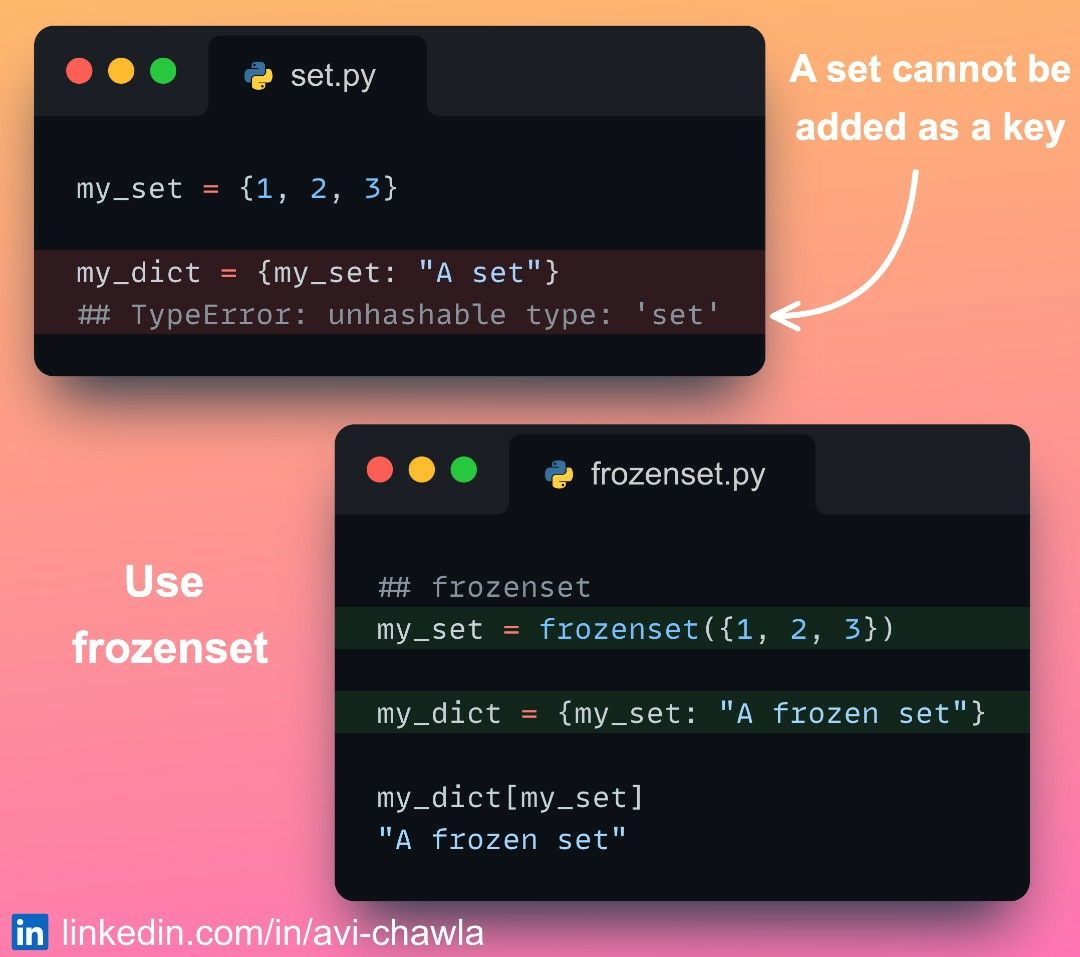 set.py
A set cannot be
added as a key
my_set = {1, 2, 3}
my_dict = {my_set: "A set"}
## TypeError: unhashable type: 'set'
frozenset.py
Use
frozenset
## frozenset
my_set = frozenset({1, 2, 3})
my_dict = {my_set: "A frozen set"}
my_dict[my_set]
"A frozen set"
in linkedin.com/in/avi-chawla